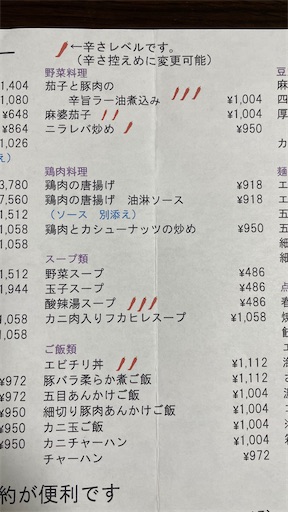 ←辛さレベルです。
（辛さ控えめに変更可能）
野菜料理
茄子と豚肉の
辛旨ラー油煮込み ¥1,004
麻婆茄子 ¥1,004
ニラレバ炒め ¥950
鶏肉料理
鶏肉の唐揚げ ¥918
鶏肉の唐揚げ 油淋ソース ¥918
（ソース 別添え）
鶏肉とカシューナッツの炒め ¥950
スープ類
野菜スープ ¥486
玉子スープ ¥486
酸辣湯スープ ¥486
カニ肉入りフカヒレスープ ¥1,058
ご飯類
エビチリ丼 ¥1,112
豚バラ柔らか煮ご飯 ¥1,112
五目あんかけご飯 ¥1,004
細切り豚肉あんかけご飯 ¥1,004
カニ玉ご飯 ¥1,004
カニチャーハン ¥1,004
チャーハン ¥972
1,404
1,080
¥648
¥864
1,026
3,780
7,560
1,512
1,058
1,058
1,512
1,944
1,058
1,058
¥972
¥972
¥950
¥950
¥950
約が便利です